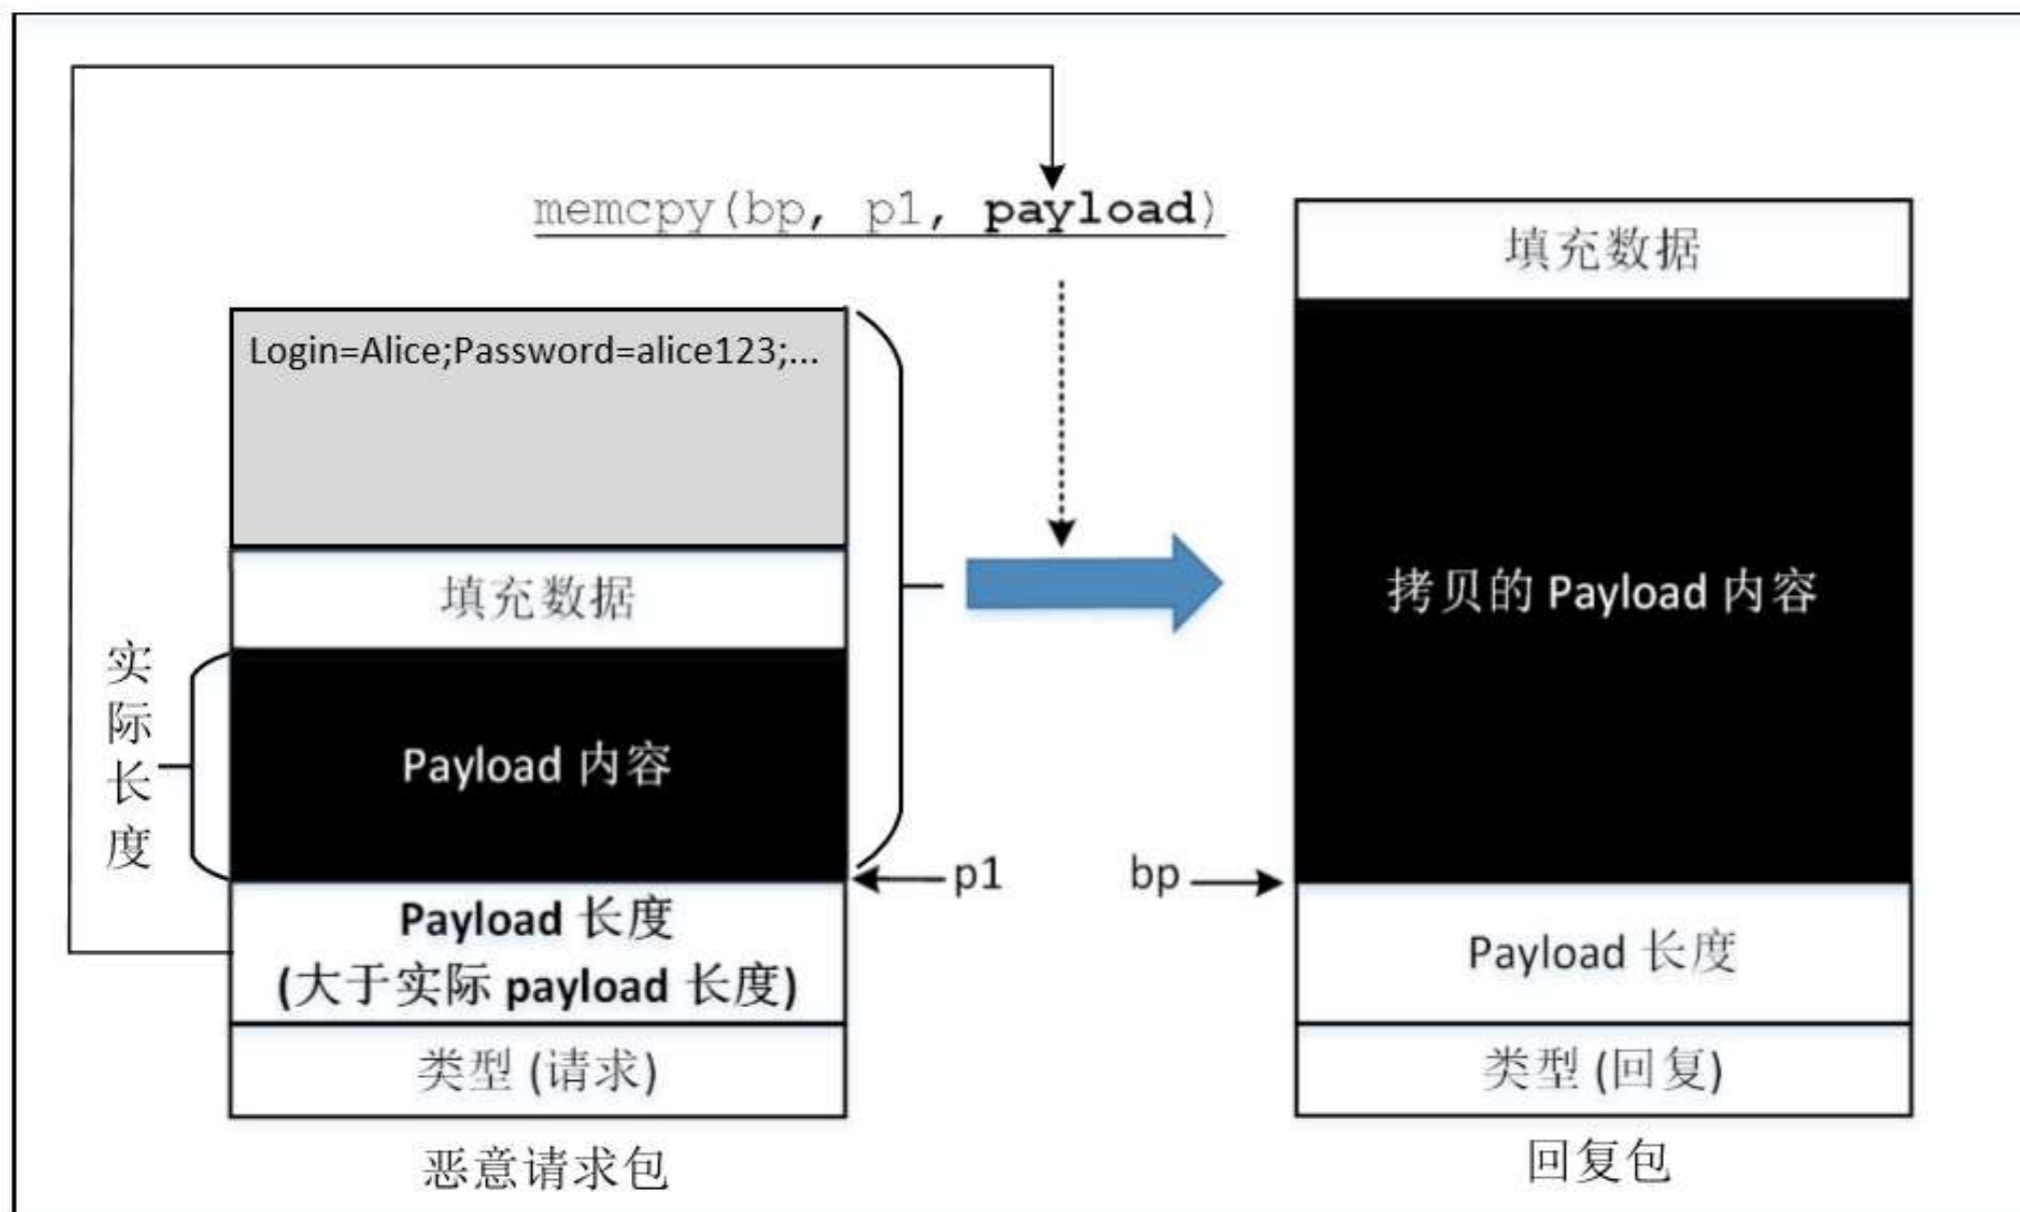 memcpy(bp, p1, payload)
Login=Alice;Password=alice123;...
填充数据
实际长度
Payload 内容
p1
Payload 长度
(大于实际 payload 长度)
类型 (请求)
恶意请求包
填充数据
拷贝的 Payload 内容
bp
Payload 长度
类型 (回复)
回复包